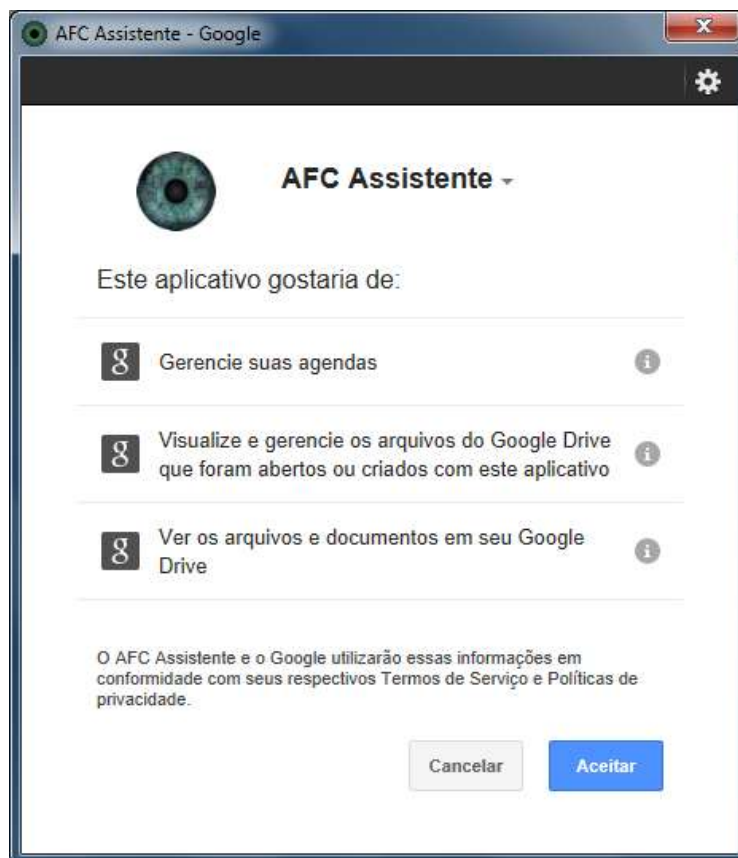 AFC Assistente - Google
AFC Assistente
Este aplicativo gostaria de:
g Gerencie suas agendas i
g Visualize e gerencie os arquivos do Google Drive i
que foram abertos ou criados com este aplicativo
g Ver os arquivos e documentos em seu Google i
Drive
O AFC Assistente e o Google utilizarão essas informações em
conformidade com seus respectivos Termos de Serviço e Políticas de
privacidade.
Cancelar Aceitar